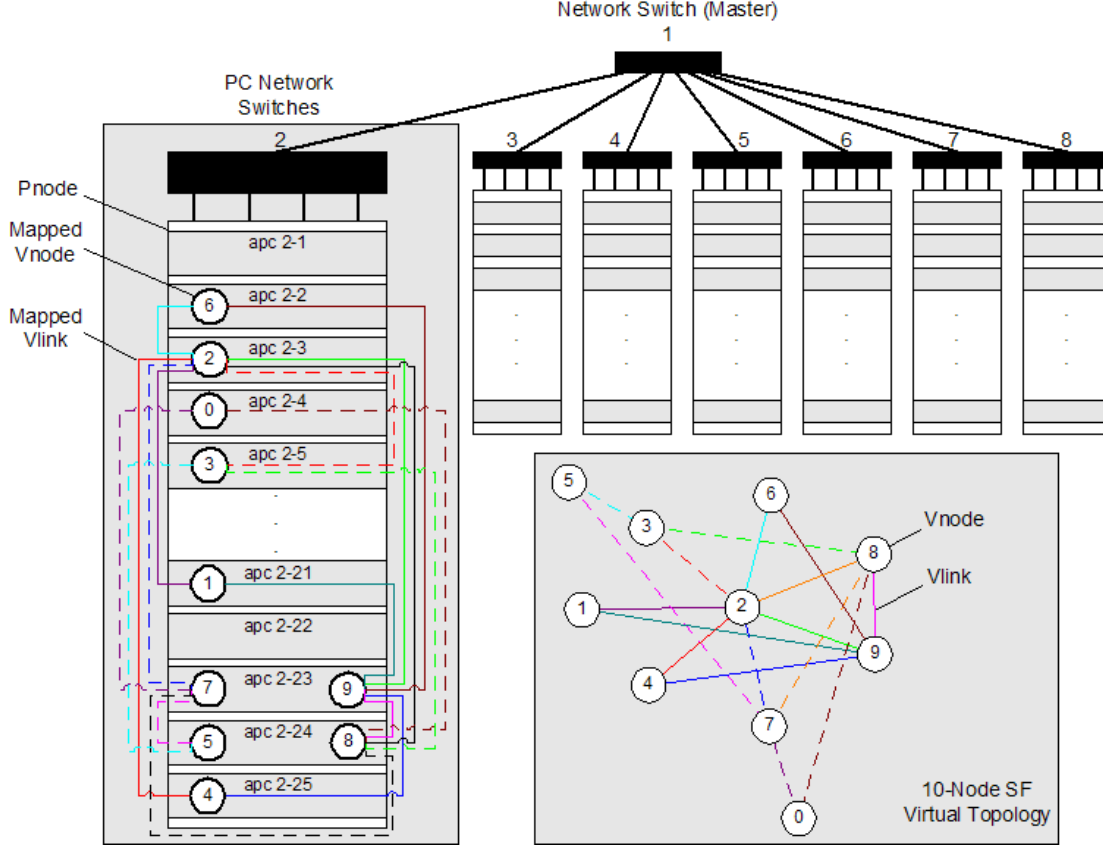 Network Switch (Master)
1
PC Network
Switches
2
3
4
5
6
7
8
Pnode
Mapped
Vnode
Mapped
Vlink
apc 2-1
apc 2-2
6
apc 2-3
2
apc 2-4
0
apc 2-5
3
apc 2-21
1
apc 2-22
apc 2-23
7
9
apc 2-24
5
8
apc 2-25
4
5
6
3
8
Vnode
Vlink
1
2
9
4
7
0
10-Node SF
Virtual Topology